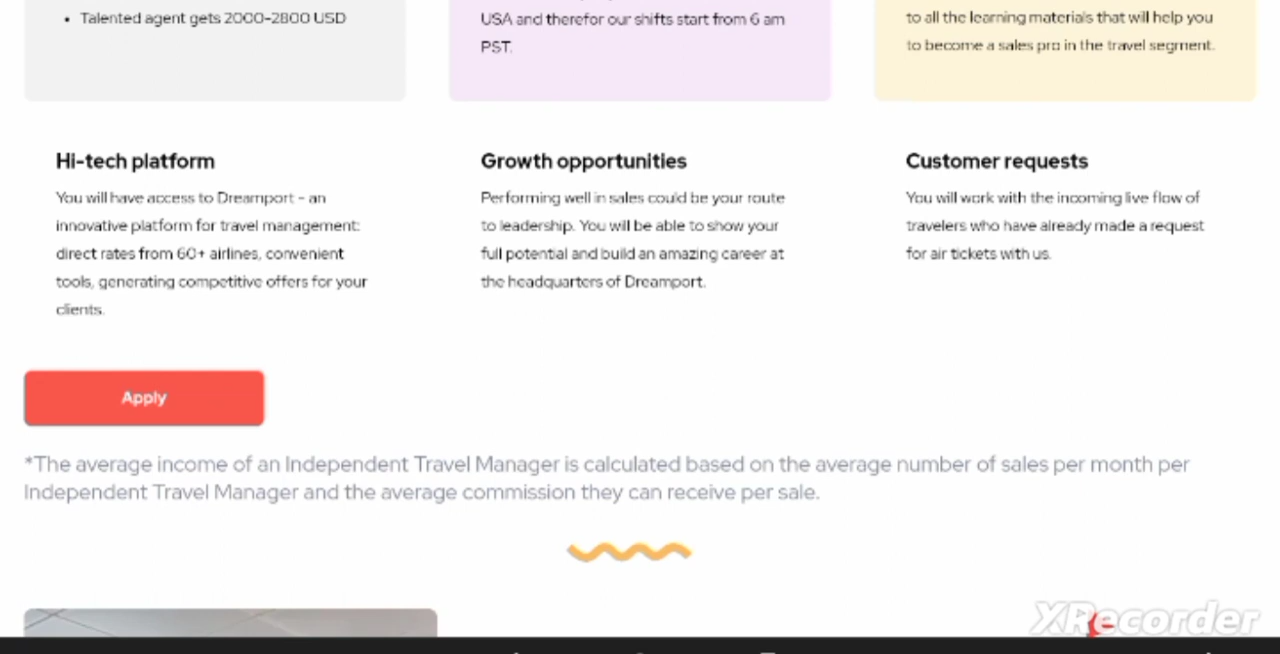 Talented agent gets 2000-2800 USD
USA and therefor our shifts start from 6 am
PST.
to all the learning materials that will help you
to become a sales pro in the travel segment.
Hi-tech platform
You will have access to Dreamport - an
innovative platform for travel management:
direct rates from 60+ airlines, convenient
tools, generating competitive offers for your
clients.
Growth opportunities
Performing well in sales could be your route
to leadership. You will be able to show your
full potential and build an amazing career at
the headquarters of Dreamport.
Customer requests
You will work with the incoming live flow of
travelers who have already made a request
for air tickets with us.
Apply
*The average income of an Independent Travel Manager is calculated based on the average number of sales per month per
Independent Travel Manager and the average commission they can receive per sale.
XRecorder